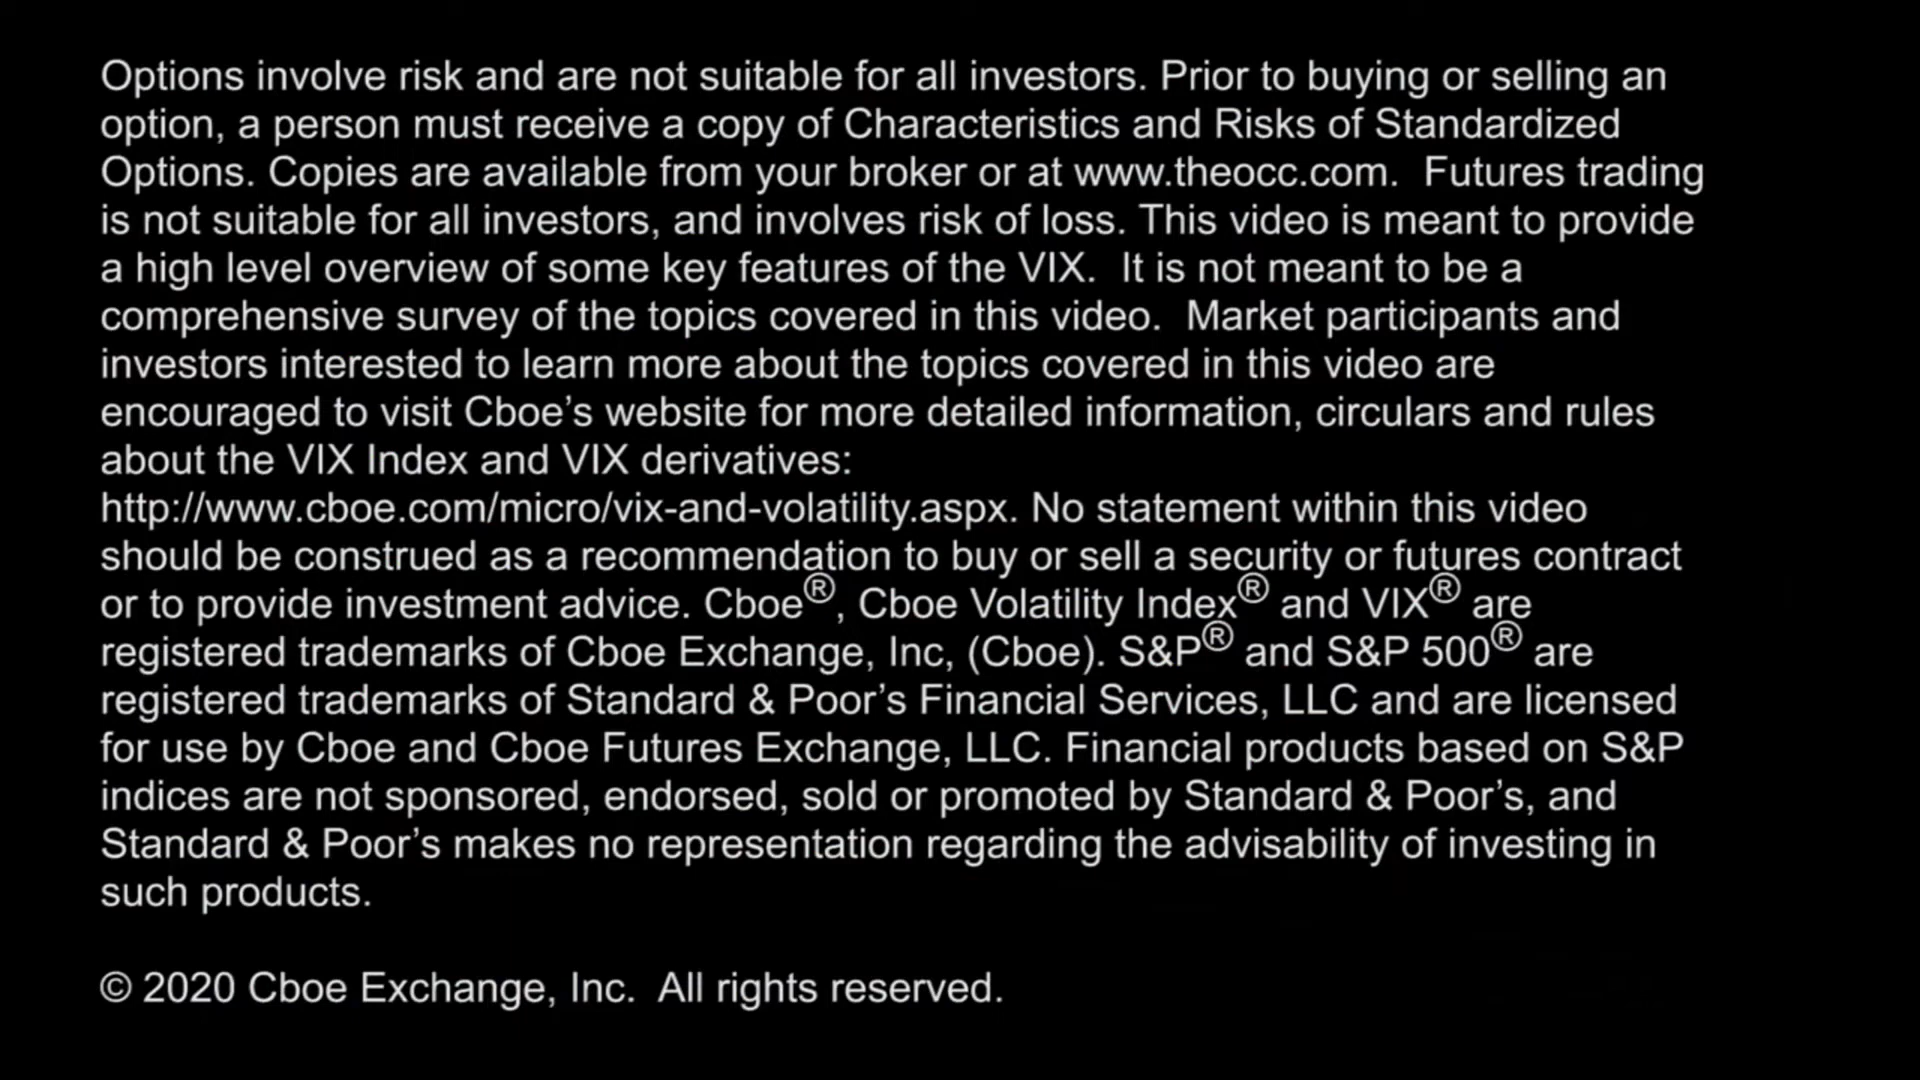 Options involve risk and are not suitable for all investors. Prior to buying or selling an
option, a person must receive a copy of Characteristics and Risks of Standardized
Options. Copies are available from your broker or at www.theocc.com.  Futures trading
is not suitable for all investors, and involves risk of loss. This video is meant to provide
a high level overview of some key features of the VIX.  It is not meant to be a
comprehensive survey of the topics covered in this video.  Market participants and
investors interested to learn more about the topics covered in this video are
encouraged to visit Cboe’s website for more detailed information, circulars and rules
about the VIX Index and VIX derivatives:
http://www.cboe.com/micro/vix-and-volatility.aspx. No statement within this video
should be construed as a recommendation to buy or sell a security or futures contract
or to provide investment advice. Cboe®, Cboe Volatility Index® and VIX® are
registered trademarks of Cboe Exchange, Inc, (Cboe). S&P® and S&P 500® are
registered trademarks of Standard & Poor’s Financial Services, LLC and are licensed
for use by Cboe and Cboe Futures Exchange, LLC. Financial products based on S&P
indices are not sponsored, endorsed, sold or promoted by Standard & Poor’s, and
Standard & Poor’s makes no representation regarding the advisability of investing in
such products.
© 2020 Cboe Exchange, Inc.  All rights reserved.